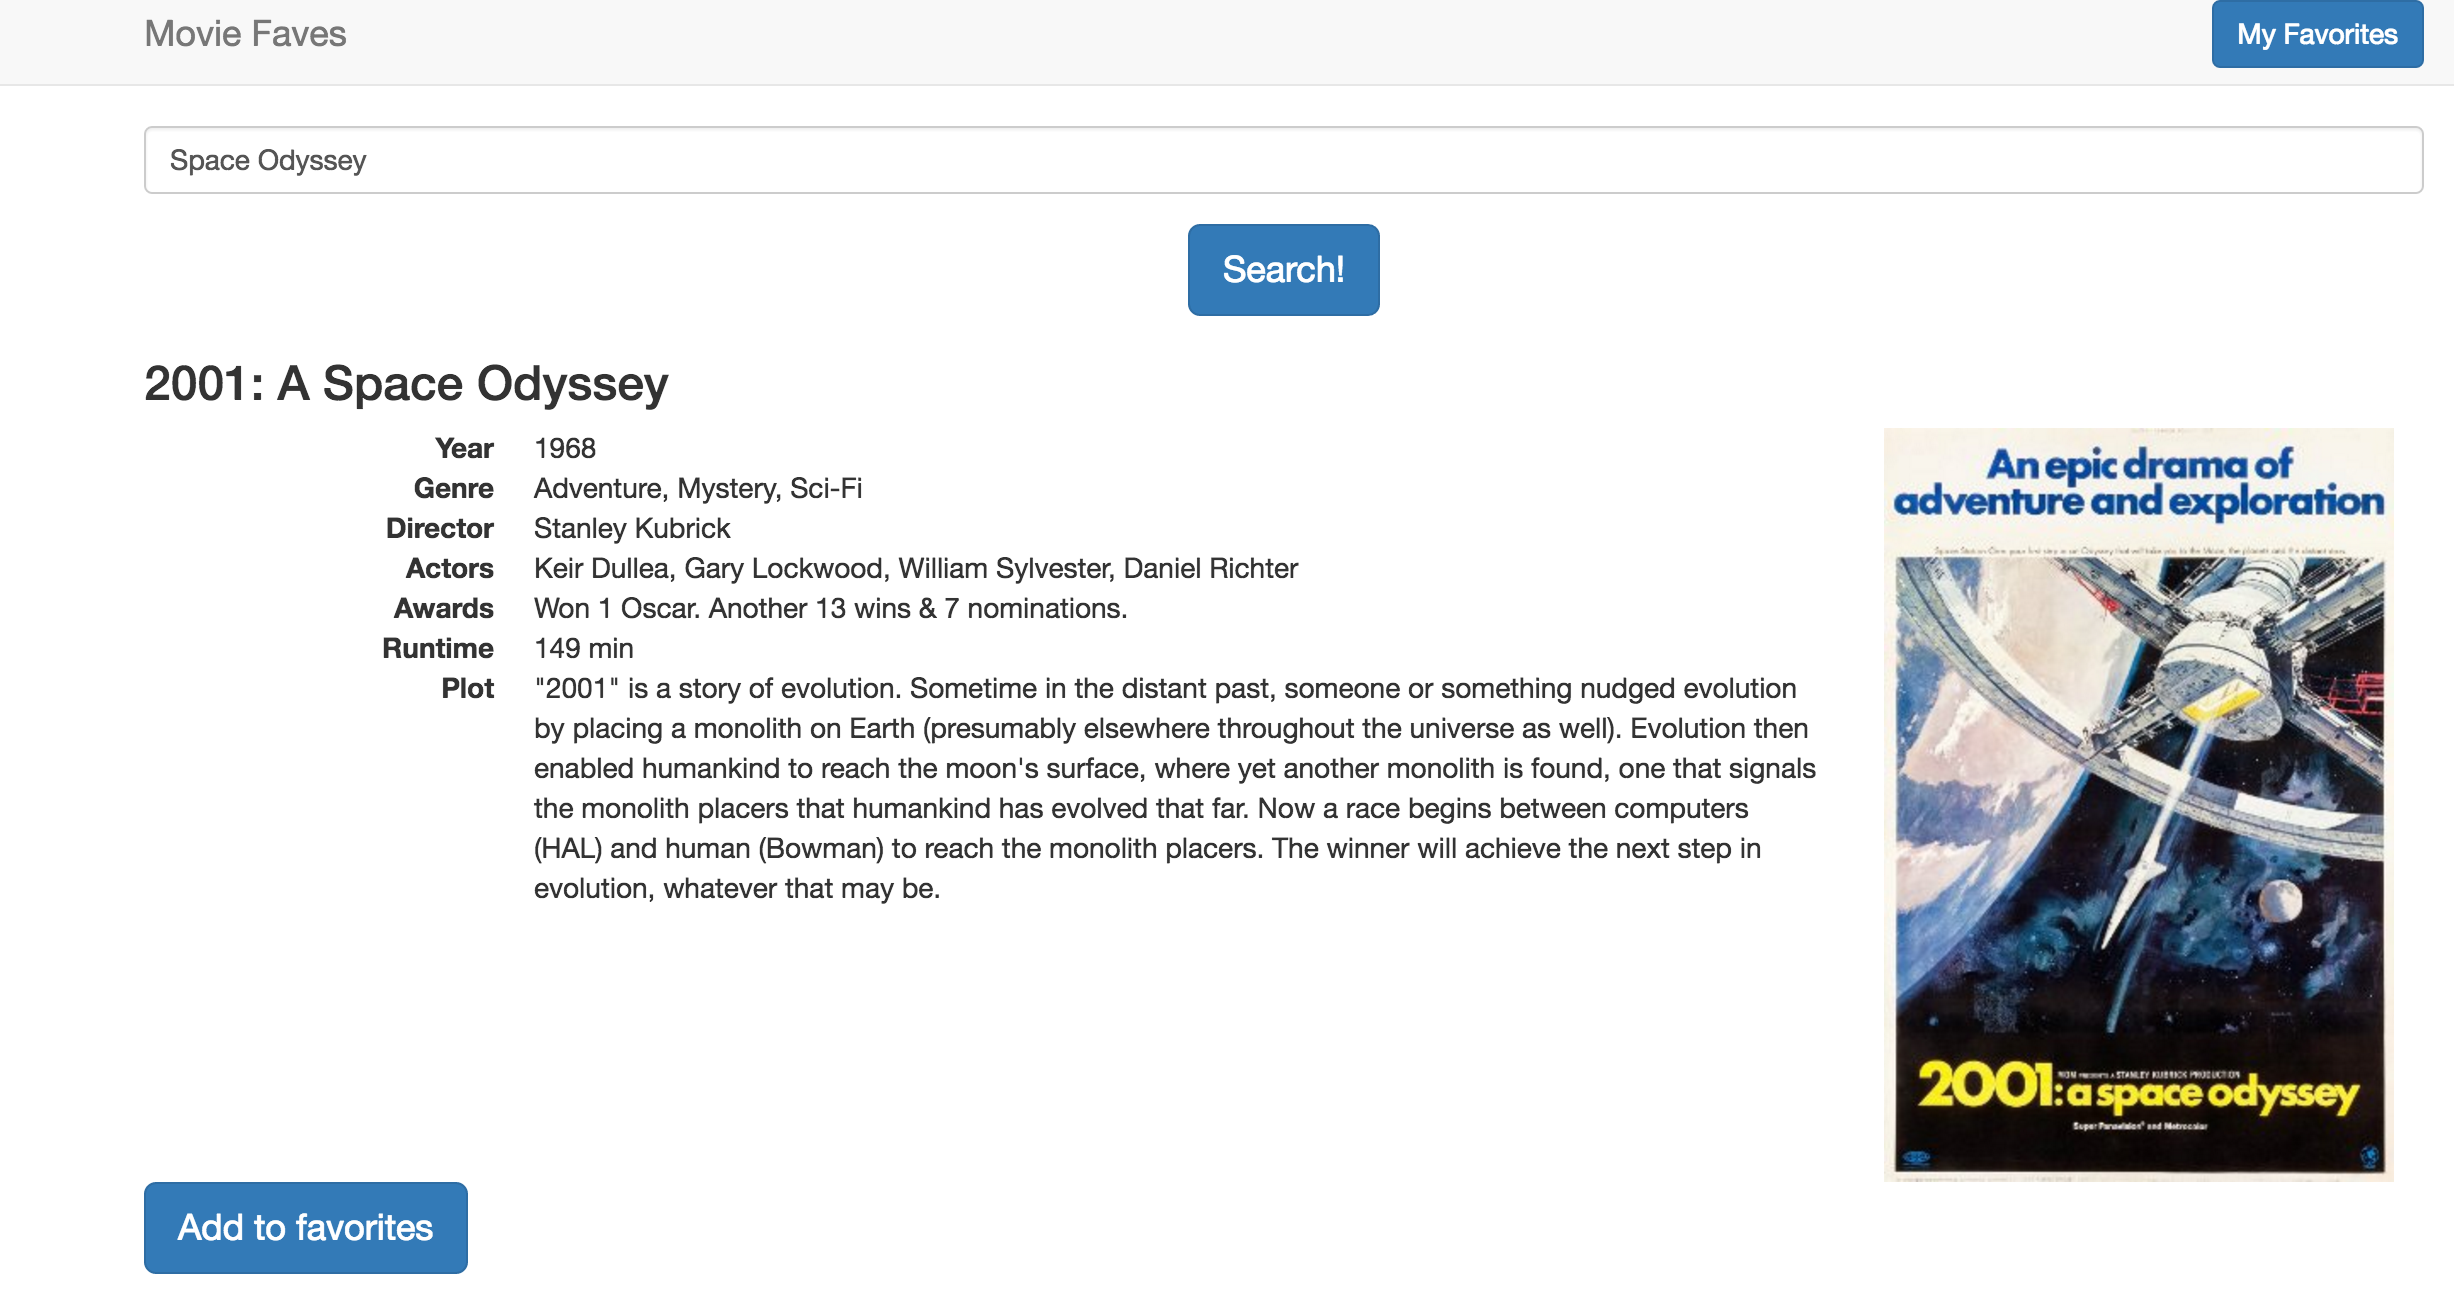 Movie Faves
My Favorites
Space Odyssey
Search!
2001: A Space Odyssey
Year 1968
Genre Adventure, Mystery, Sci-Fi
Director Stanley Kubrick
Actors Keir Dullea, Gary Lockwood, William Sylvester, Daniel Richter
Awards Won 1 Oscar. Another 13 wins & 7 nominations.
Runtime 149 min
Plot "2001" is a story of evolution. Sometime in the distant past, someone or something nudged evolution
by placing a monolith on Earth (presumably elsewhere throughout the universe as well). Evolution then
enabled humankind to reach the moon's surface, where yet another monolith is found, one that signals
the monolith placers that humankind has evolved that far. Now a race begins between computers
(HAL) and human (Bowman) to reach the monolith placers. The winner will achieve the next step in
evolution, whatever that may be.
An epic drama of
adventure and exploration
MGM PRESENTS A STANLEY KUBRICK PRODUCTION
2001: a space odyssey
Super Panavision® and Metrocolor
Add to favorites